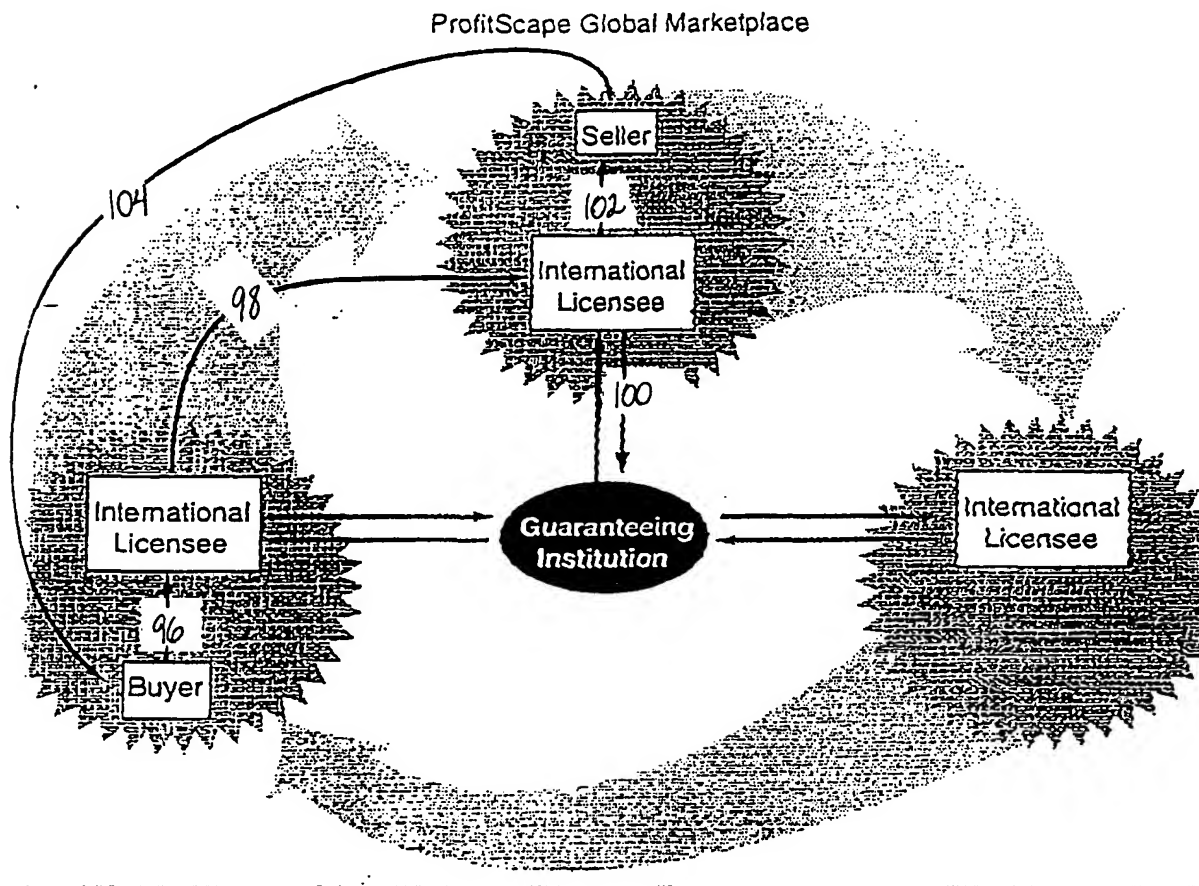 ProfitScape Global Marketplace
Seller
104
102
International
Licensee
98
100
International
Licensee
Guaranteeing
Institution
International
Licensee
96
Buyer